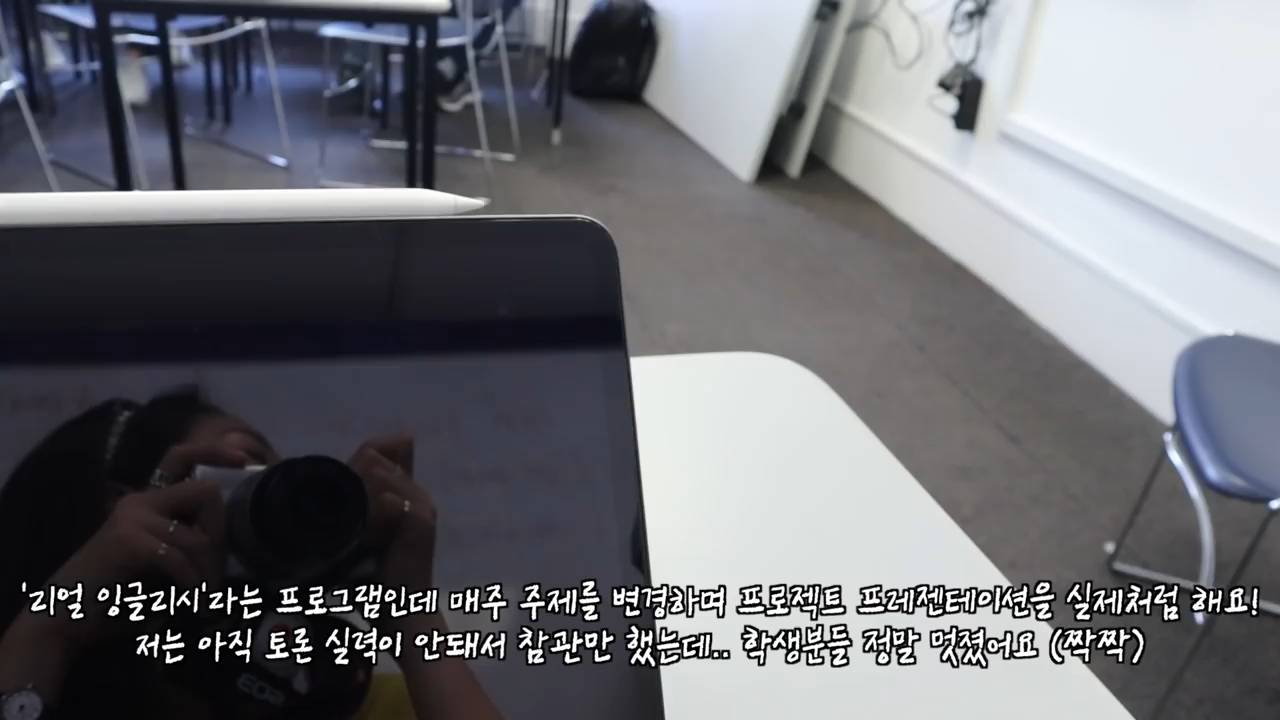 '리얼 잉글리시'라는 프로그램인데 매주 주제를 변경하며 프로젝트 프레젠테이션을 실제처럼 해요!
저는 아직 토론 실력이 안돼서 참관만 했는데.. 학생분들 정말 멋졌어요 (짝짝)
EOS